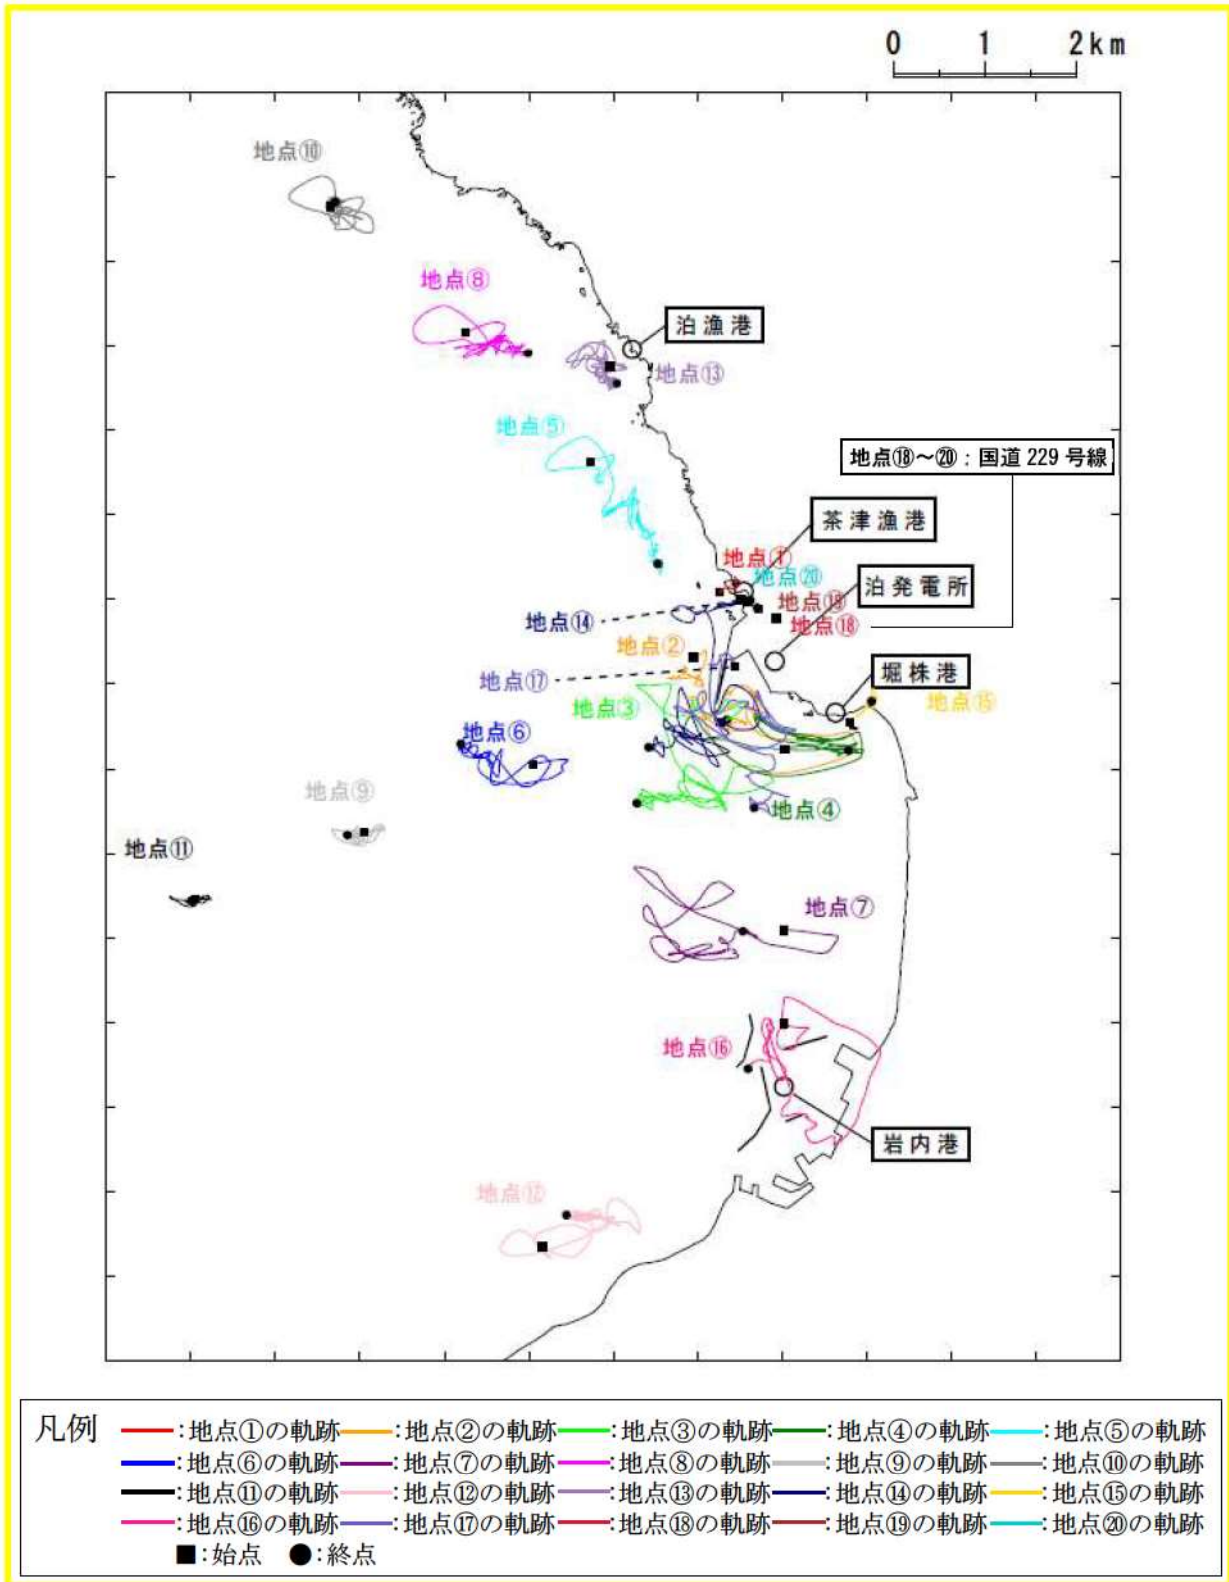 0 1 2km
地点⑩
地点⑧
泊漁港
地点⑬
地点⑤
地点⑱～⑳：国道229号線
茶津漁港
地点①
地点⑳
泊発電所
地点⑲
地点⑭
地点⑱
地点②
堀株港
地点⑰
地点③
地点⑮
地点⑥
地点⑨
地点④
地点⑪
地点⑦
地点⑯
岩内港
地点⑫
凡例
:地点①の軌跡 :地点②の軌跡 :地点③の軌跡 :地点④の軌跡 :地点⑤の軌跡
:地点⑥の軌跡 :地点⑦の軌跡 :地点⑧の軌跡 :地点⑨の軌跡 :地点⑩の軌跡
:地点⑪の軌跡 :地点⑫の軌跡 :地点⑬の軌跡 :地点⑭の軌跡 :地点⑮の軌跡
:地点⑯の軌跡 :地点⑰の軌跡 :地点⑱の軌跡 :地点⑲の軌跡 :地点⑳の軌跡
■:始点 ●:終点